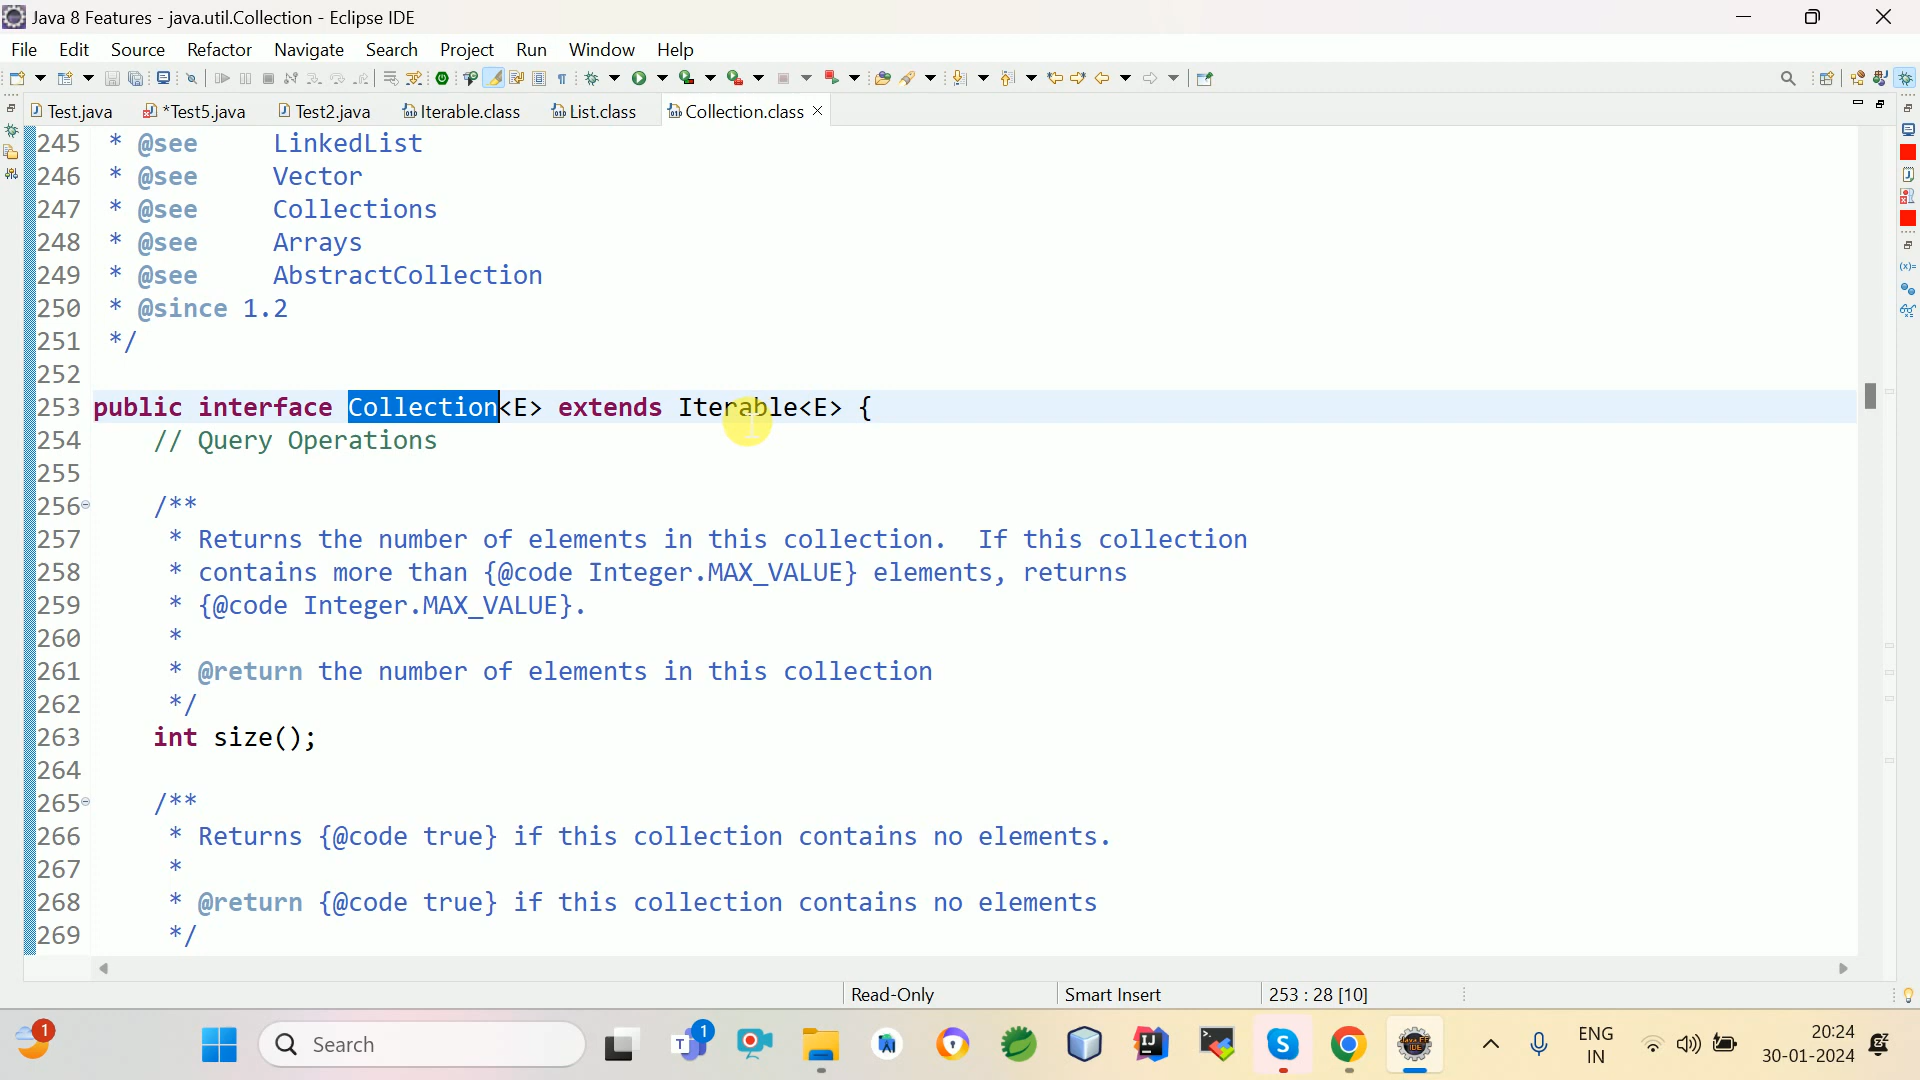 Java 8 Features - java.util.Collection - Eclipse IDE
File Edit Source Refactor Navigate Search Project Run Window Help
Test.java *Test5.java Test2.java Iterable.class List.class Collection.class
245 * @see LinkedList
246 * @see Vector
247 * @see Collections
248 * @see Arrays
249 * @see AbstractCollection
250 * @since 1.2
251 */
252
253 public interface Collection<E> extends Iterable<E> {
254 // Query Operations
255
256 /**
257 * Returns the number of elements in this collection. If this collection
258 * contains more than {@code Integer.MAX_VALUE} elements, returns
259 * {@code Integer.MAX_VALUE}.
260 *
261 * @return the number of elements in this collection
262 */
263 int size();
264
265 /**
266 * Returns {@code true} if this collection contains no elements.
267 *
268 * @return {@code true} if this collection contains no elements
269 */
Read-Only Smart Insert 253 : 28 [10]
1 Search 1 ENG 20:24
IN 30-01-2024